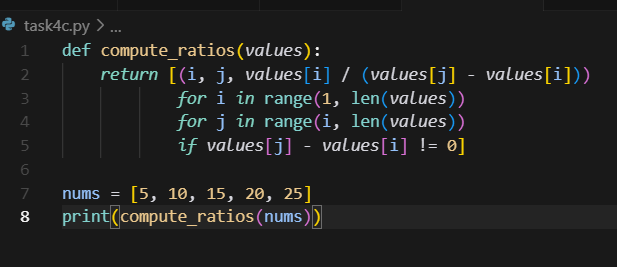 task4c.py > ...
1 def compute_ratios(values):
2     return [(i, j, values[i] / (values[j] - values[i]))
3             for i in range(1, len(values))
4             for j in range(i, len(values))
5             if values[j] - values[i] != 0]
6
7 nums = [5, 10, 15, 20, 25]
8 print(compute_ratios(nums))